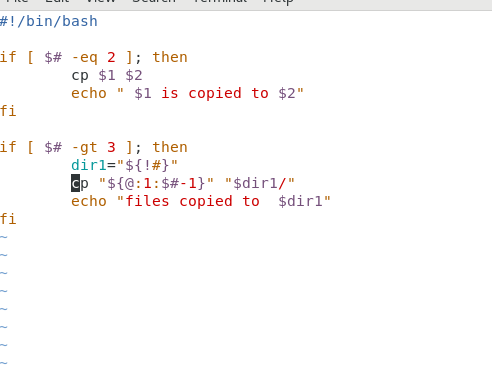 #!/bin/bash
if [ $# -eq 2 ]; then
cp $1 $2
echo " $1 is copied to $2"
fi
if [ $# -gt 3 ]; then
dir1="${!#}"
cp "${@:1:$#-1}" "$dir1/"
echo "files copied to  $dir1"
fi
~
~
~
~
~
~
~
~